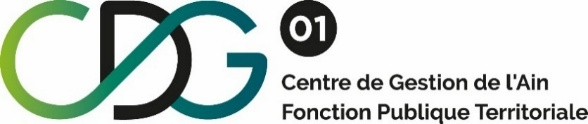 CDG 01
Centre de Gestion de l'Ain
Fonction Publique Territoriale